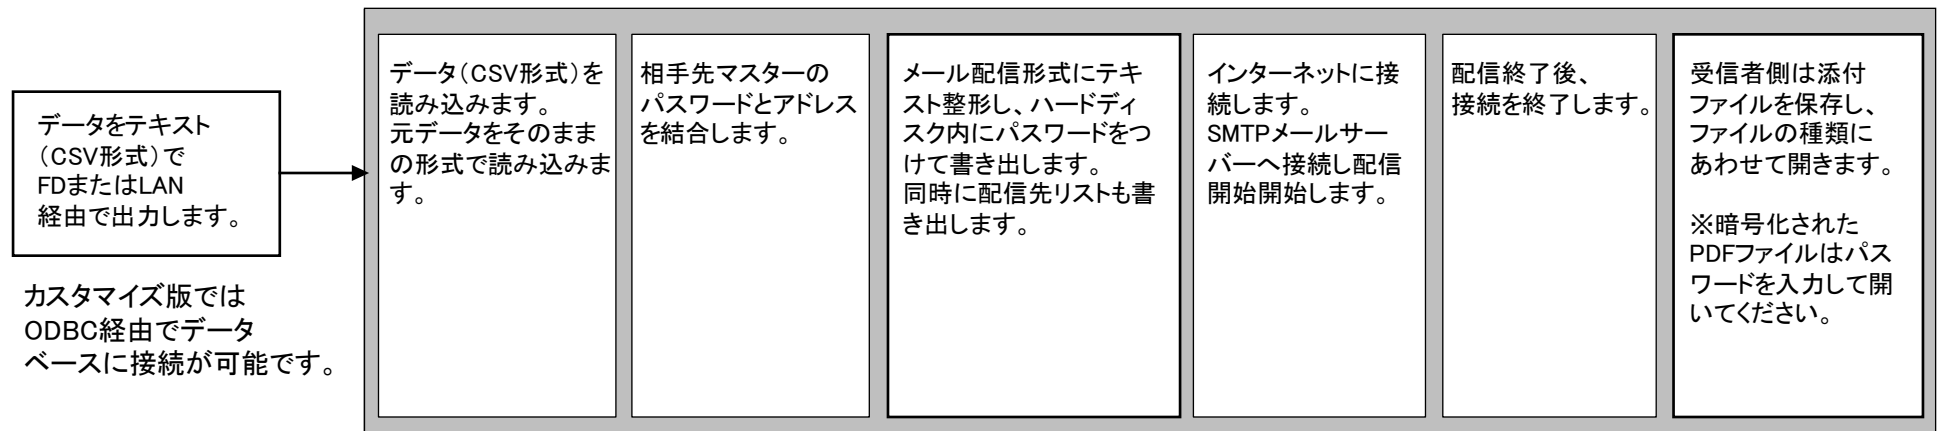 データをテキスト
（CSV形式）で
FDまたはLAN
経由で出力します。
カスタマイズ版では
ODBC経由でデータ
ベースに接続が可能です。
データ（CSV形式）を
読み込みます。
元データをそのまま
の形式で読み込みま
す。
相手先マスターの
パスワードとアドレス
を結合します。
メール配信形式にテキ
スト整形し、ハードディ
スク内にパスワードをつ
けて書き出します。
同時に配信先リストも書
き出します。
インターネットに接
続します。
SMTPメールサー
バーへ接続し配信
開始開始します。
配信終了後、
接続を終了します。
受信者側は添付
ファイルを保存し、
ファイルの種類に
あわせて開きます。
※暗号化された
PDFファイルはパス
ワードを入力して開
いてください。